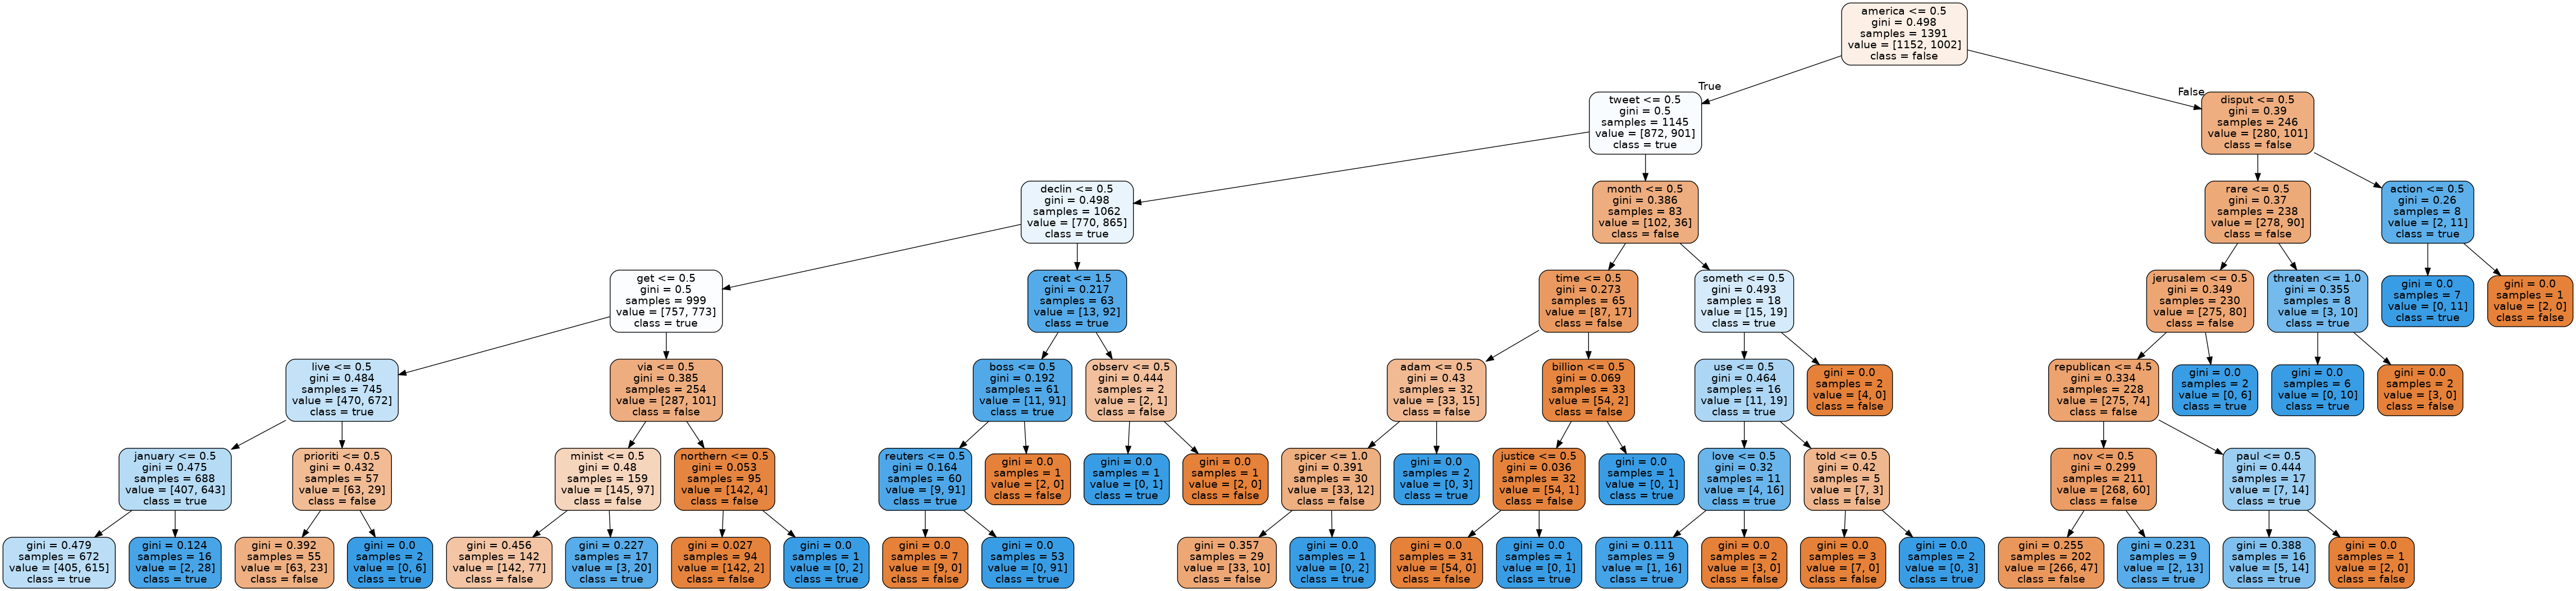 america <= 0.5
gini = 0.498
samples = 1391
value = [1152, 1002]
class = false
True
False
tweet <= 0.5
gini = 0.5
samples = 1145
value = [872, 901]
class = true
disput <= 0.5
gini = 0.39
samples = 246
value = [280, 101]
class = false
declin <= 0.5
gini = 0.498
samples = 1062
value = [770, 865]
class = true
month <= 0.5
gini = 0.386
samples = 83
value = [102, 36]
class = false
rare <= 0.5
gini = 0.37
samples = 238
value = [278, 90]
class = false
action <= 0.5
gini = 0.26
samples = 8
value = [2, 11]
class = true
get <= 0.5
gini = 0.5
samples = 999
value = [757, 773]
class = true
creat <= 1.5
gini = 0.217
samples = 63
value = [13, 92]
class = true
time <= 0.5
gini = 0.273
samples = 65
value = [87, 17]
class = false
someth <= 0.5
gini = 0.493
samples = 18
value = [15, 19]
class = true
jerusalem <= 0.5
gini = 0.349
samples = 230
value = [275, 80]
class = false
threaten <= 1.0
gini = 0.355
samples = 8
value = [3, 10]
class = true
gini = 0.0
samples = 7
value = [0, 11]
class = true
gini = 0.0
samples = 1
value = [2, 0]
class = false
live <= 0.5
gini = 0.484
samples = 745
value = [470, 672]
class = true
via <= 0.5
gini = 0.385
samples = 254
value = [287, 101]
class = false
boss <= 0.5
gini = 0.192
samples = 61
value = [11, 91]
class = true
observ <= 0.5
gini = 0.444
samples = 2
value = [2, 1]
class = false
adam <= 0.5
gini = 0.43
samples = 32
value = [33, 15]
class = false
billion <= 0.5
gini = 0.069
samples = 33
value = [54, 2]
class = false
use <= 0.5
gini = 0.464
samples = 16
value = [11, 19]
class = true
gini = 0.0
samples = 2
value = [4, 0]
class = false
republican <= 4.5
gini = 0.334
samples = 228
value = [275, 74]
class = false
gini = 0.0
samples = 2
value = [0, 6]
class = true
gini = 0.0
samples = 6
value = [0, 10]
class = true
gini = 0.0
samples = 2
value = [3, 0]
class = false
january <= 0.5
gini = 0.475
samples = 688
value = [407, 643]
class = true
prioriti <= 0.5
gini = 0.432
samples = 57
value = [63, 29]
class = false
minist <= 0.5
gini = 0.48
samples = 159
value = [145, 97]
class = false
northern <= 0.5
gini = 0.053
samples = 95
value = [142, 4]
class = false
reuters <= 0.5
gini = 0.164
samples = 60
value = [9, 91]
class = true
gini = 0.0
samples = 1
value = [2, 0]
class = false
gini = 0.0
samples = 1
value = [0, 1]
class = true
gini = 0.0
samples = 1
value = [2, 0]
class = false
spicer <= 1.0
gini = 0.391
samples = 30
value = [33, 12]
class = false
gini = 0.0
samples = 2
value = [0, 3]
class = true
justice <= 0.5
gini = 0.036
samples = 32
value = [54, 1]
class = false
gini = 0.0
samples = 1
value = [0, 1]
class = true
love <= 0.5
gini = 0.32
samples = 11
value = [4, 16]
class = true
told <= 0.5
gini = 0.42
samples = 5
value = [7, 3]
class = false
nov <= 0.5
gini = 0.299
samples = 211
value = [268, 60]
class = false
paul <= 0.5
gini = 0.444
samples = 17
value = [7, 14]
class = true
gini = 0.479
samples = 672
value = [405, 615]
class = true
gini = 0.124
samples = 16
value = [2, 28]
class = true
gini = 0.392
samples = 55
value = [63, 23]
class = false
gini = 0.0
samples = 2
value = [0, 6]
class = true
gini = 0.456
samples = 142
value = [142, 77]
class = false
gini = 0.227
samples = 17
value = [3, 20]
class = true
gini = 0.027
samples = 94
value = [142, 2]
class = false
gini = 0.0
samples = 1
value = [0, 2]
class = true
gini = 0.0
samples = 7
value = [9, 0]
class = false
gini = 0.0
samples = 53
value = [0, 91]
class = true
gini = 0.357
samples = 29
value = [33, 10]
class = false
gini = 0.0
samples = 1
value = [0, 2]
class = true
gini = 0.0
samples = 31
value = [54, 0]
class = false
gini = 0.0
samples = 1
value = [0, 1]
class = true
gini = 0.111
samples = 9
value = [1, 16]
class = true
gini = 0.0
samples = 2
value = [3, 0]
class = false
gini = 0.0
samples = 3
value = [7, 0]
class = false
gini = 0.0
samples = 2
value = [0, 3]
class = true
gini = 0.255
samples = 202
value = [266, 47]
class = false
gini = 0.231
samples = 9
value = [2, 13]
class = true
gini = 0.388
samples = 16
value = [5, 14]
class = true
gini = 0.0
samples = 1
value = [2, 0]
class = false